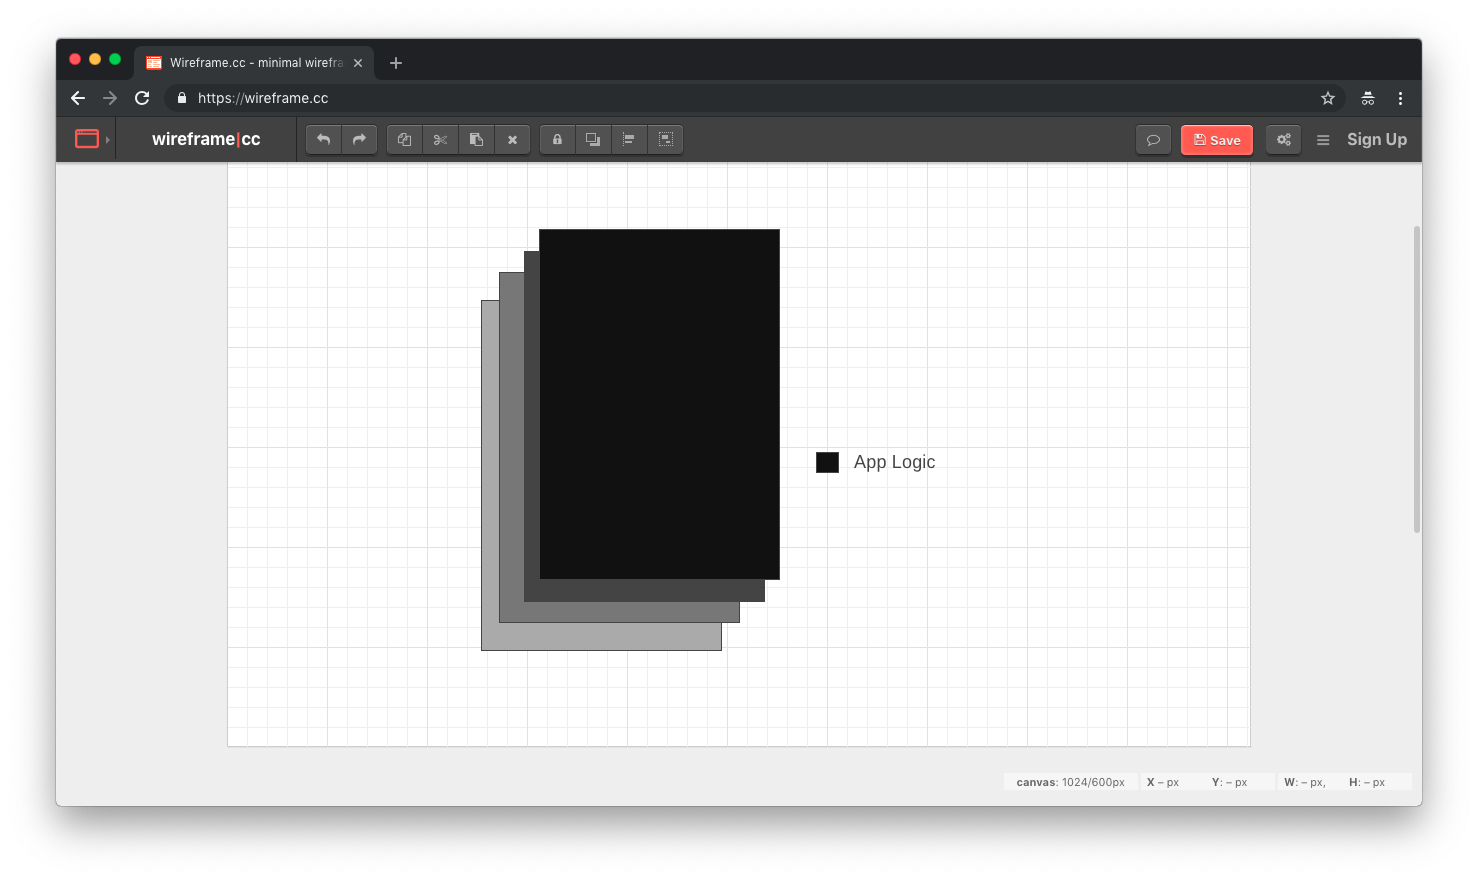 Wireframe.cc - minimal wirefra
https://wireframe.cc
wireframe|cc
Save
Sign Up
App Logic
canvas: 1024/600px X – px Y: – px W: – px, H: – px